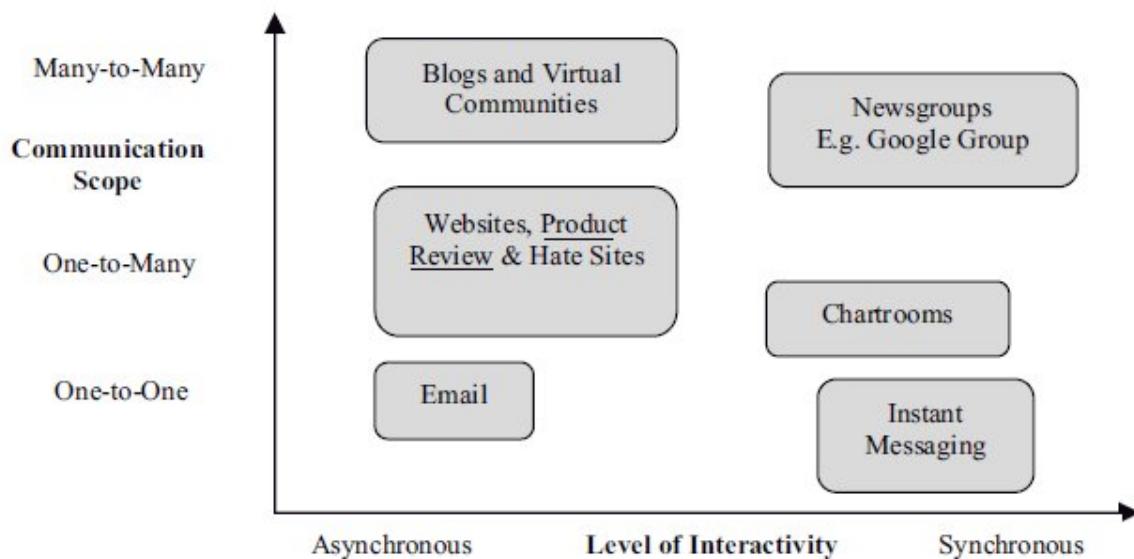 Many-to-Many
Blogs and Virtual
Communities
Newsgroups
E.g. Google Group
Communication
Scope
Websites, Product
Review & Hate Sites
One-to-Many
Chartrooms
One-to-One
Email
Instant
Messaging
Asynchronous
Level of Interactivity
Synchronous